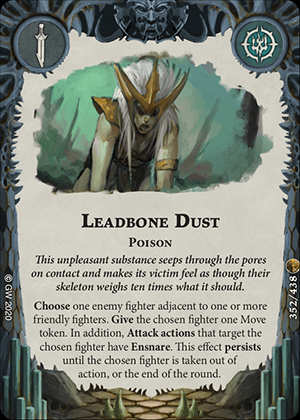 LEADBONE DUST
POISON
This unpleasant substance seeps through the pores
on contact and makes its victim feel as though their
skeleton weighs ten times what it should.
Choose one enemy fighter adjacent to one or more
friendly fighters. Give the chosen fighter one Move
token. In addition, Attack actions that target the
chosen fighter have Ensnare. This effect persists
until the chosen fighter is taken out of
action, or the end of the round.
© GW 2020
352/438